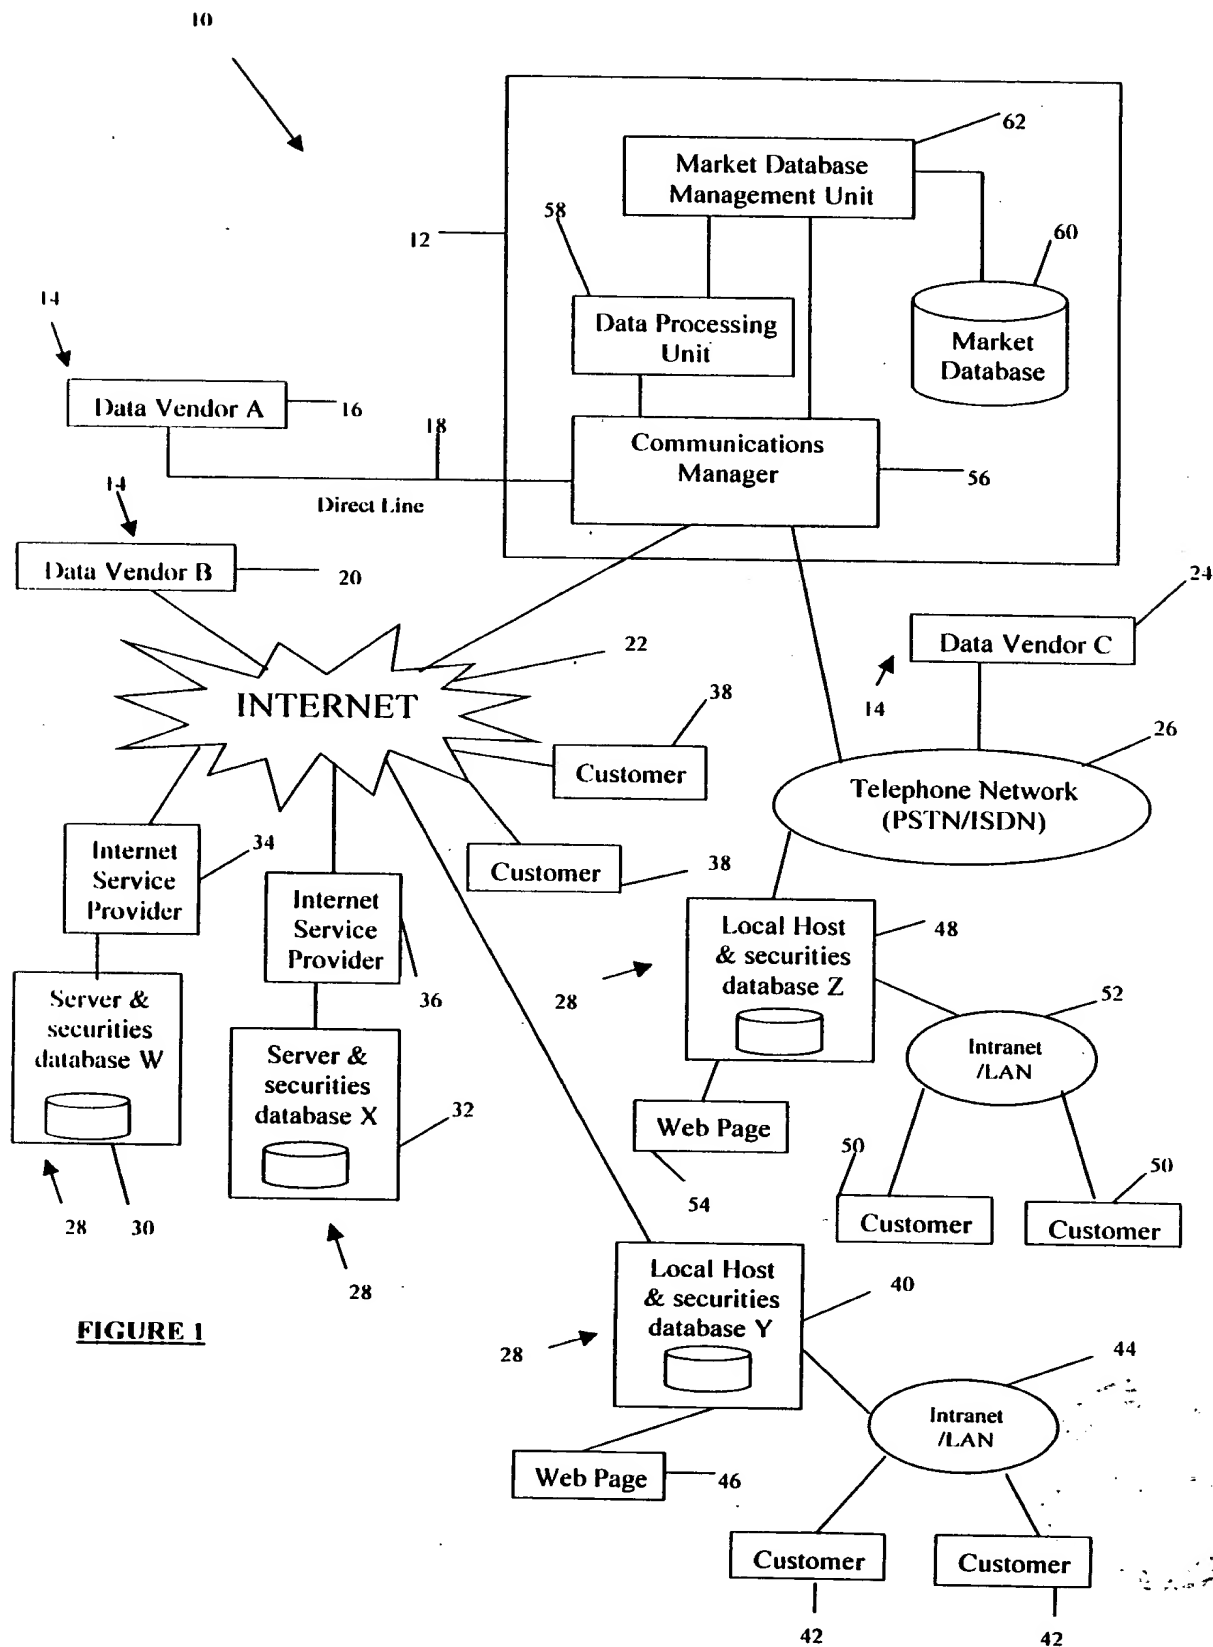 10
62
Market Database
Management Unit
58
12
60
14
Data Processing
Unit
Market
Database
Data Vendor A
16
18
Communications
Manager
56
14
Direct Line
Data Vendor B
20
24
Data Vendor C
22
INTERNET
38
14
26
Customer
Telephone Network
(PSTN/ISDN)
Internet
Service
Provider
34
Customer
38
Internet
Service
Provider
36
Local Host
& securities
database Z
48
28
52
Server &
securities
database W
Intranet
/LAN
Server &
securities
database X
32
Web Page
50
50
54
Customer
Customer
28
30
28
Local Host
& securities
database Y
40
FIGURE 1
28
44
Intranet
/LAN
Web Page
46
Customer
Customer
42
42